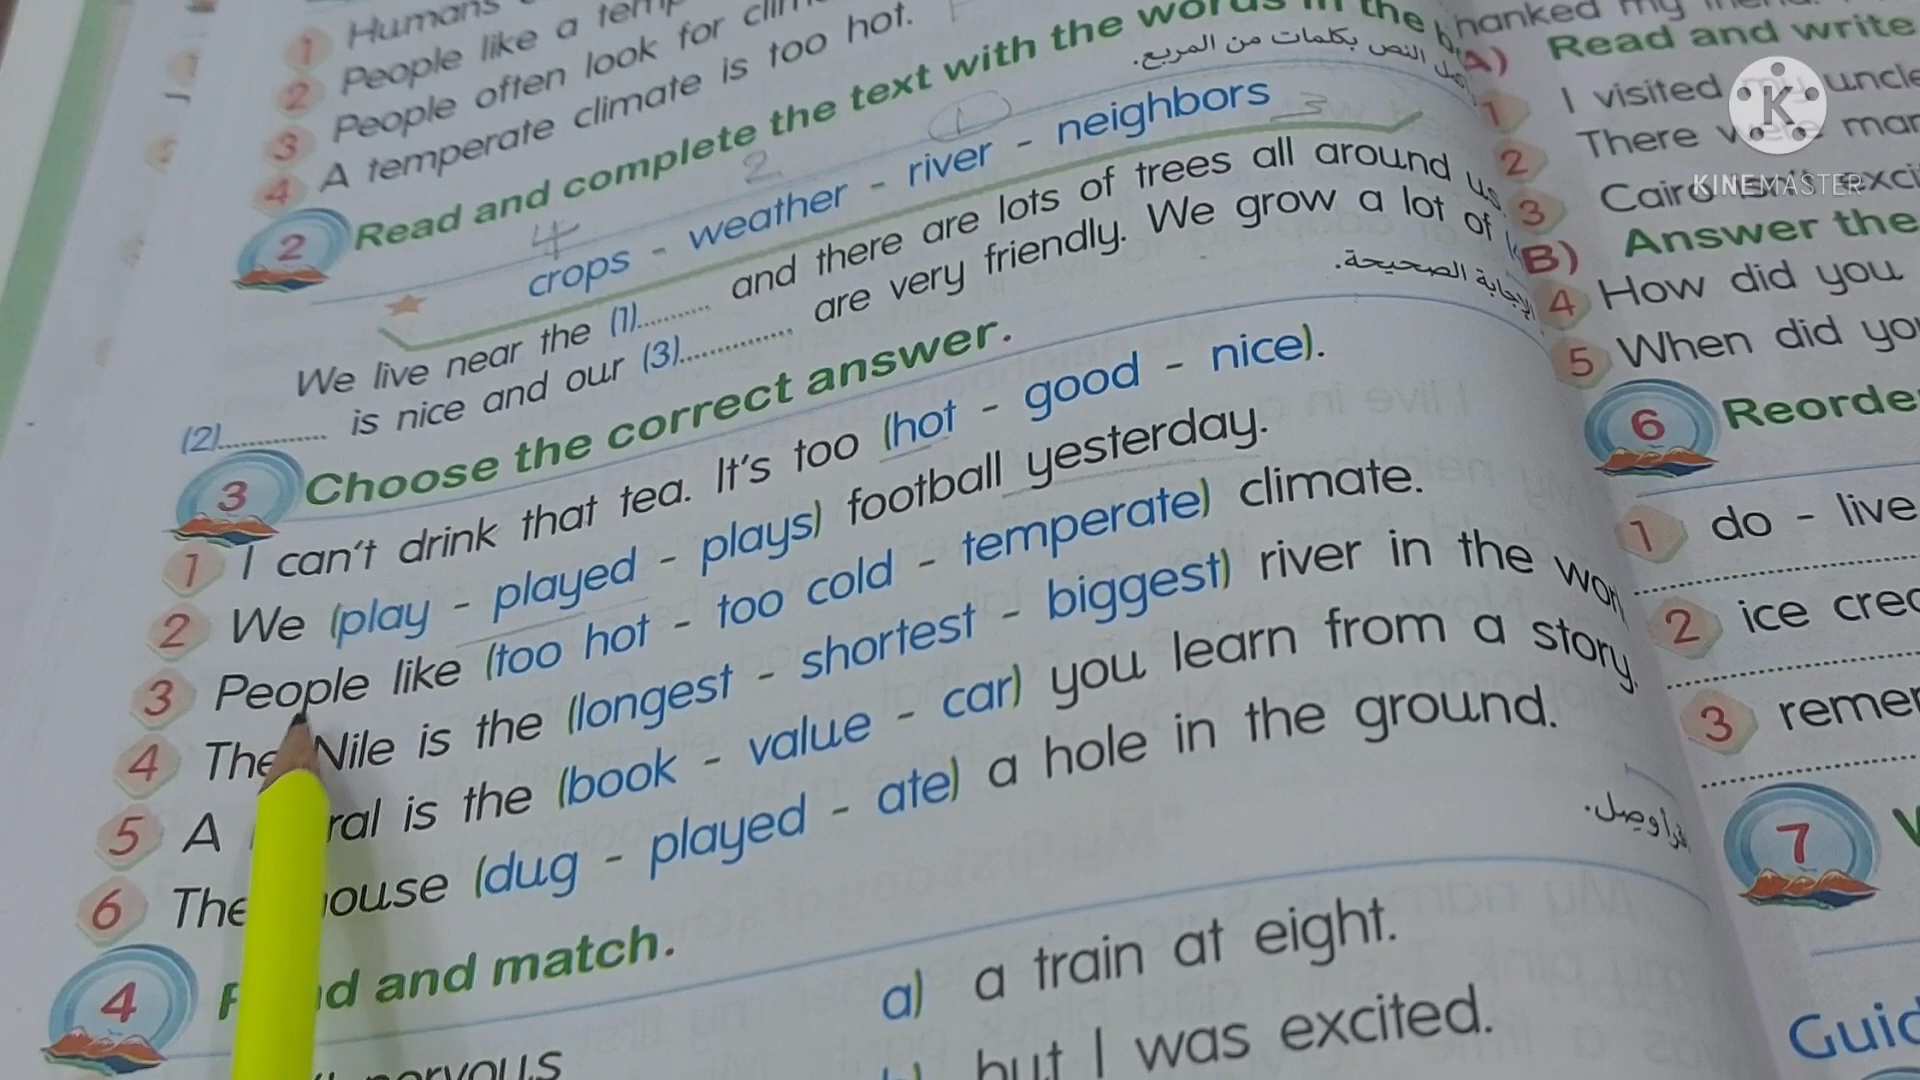 1 Humans
2 People like a
3 People often look for
4 A temperate climate is too hot.
2 Read and complete the text with the words in the
النص بكلمات من المربع.
4 2 1 3
crops - weather - river - neighbors
We live near the (1).......... and there are lots of trees all around us.
(2)............ is nice and our (3)............ are very friendly. We grow a lot of
3 Choose the correct answer.
الإجابة الصحيحة.
1 I can't drink that tea. It's too (hot - good - nice).
2 We (play - played - plays) football yesterday.
3 People like (too hot - too cold - temperate) climate.
4 The Nile is the (longest - shortest - biggest) river in the
5 A is the (book - value - car) you learn from a story.
6 The (dug - played - ate) a hole in the ground.
4 and match.
a) a train at eight.
but I was excited.
my
A) Read and write
1 I visited my uncle
2 There
3 Cairo
B) Answer the
4 How did you
5 When did
6
1 do - live
2 ice
3
7
KINEMASTER